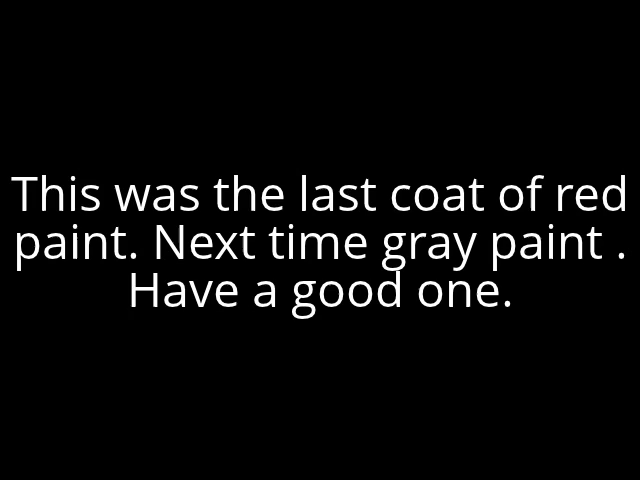 This was the last coat of red
paint. Next time gray paint .
Have a good one.